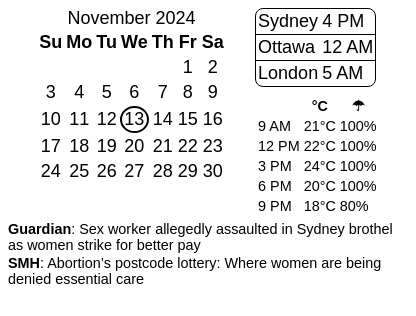 November 2024
Su Mo Tu We Th Fr Sa
1 2
3 4 5 6 7 8 9
10 11 12 13 14 15 16
17 18 19 20 21 22 23
24 25 26 27 28 29 30
Sydney 4 PM
Ottawa 12 AM
London 5 AM
°C ☂
9 AM 21°C 100%
12 PM 22°C 100%
3 PM 24°C 100%
6 PM 20°C 100%
9 PM 18°C 80%
Guardian: Sex worker allegedly assaulted in Sydney brothel
as women strike for better pay
SMH: Abortion’s postcode lottery: Where women are being
denied essential care